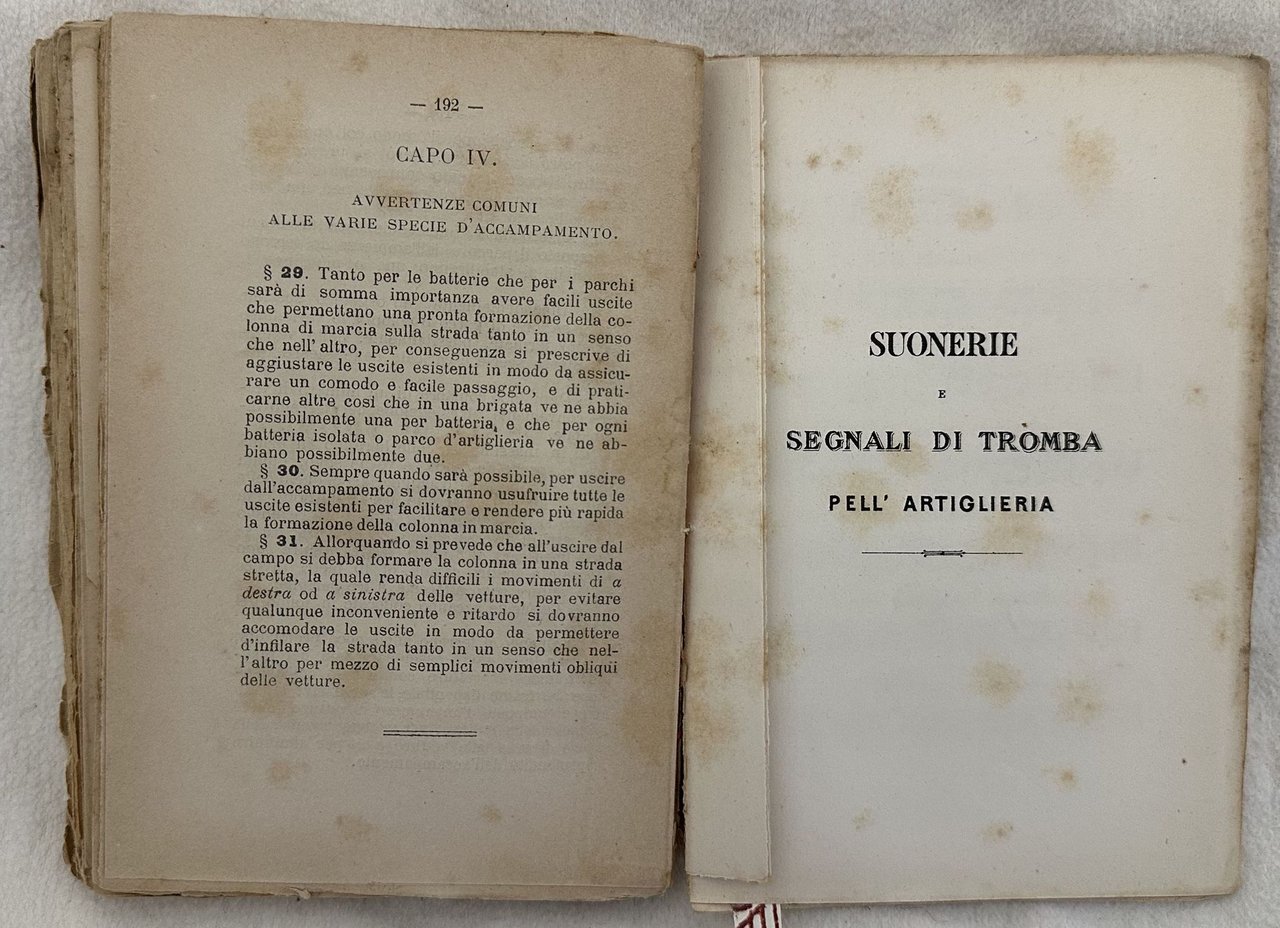 — 192 —
CAPO IV.
AVVERTENZE COMUNI
ALLE VARIE SPECIE D'ACCAMPAMENTO.
§ 29. Tanto per le batterie che per i parchi
sarà di somma importanza avere facili uscite
che permettano una pronta formazione della co-
lonna di marcia sulla strada tanto in un senso
che nell'altro, per conseguenza si prescrive di
aggiustare le uscite esistenti in modo da assicu-
rare un comodo e facile passaggio, e di prati-
carne altre così che in una brigata ve ne abbia
possibilmente una per batteria, e che per ogni
batteria isolata o parco d'artiglieria ve ne ab-
biano possibilmente due.
§ 30. Sempre quando sarà possibile, per uscire
dall'accampamento si dovranno usufruire tutte le
uscite esistenti per facilitare e rendere più rapida
la formazione della colonna in marcia.
§ 31. Allorquando si prevede che all'uscire dal
campo si debba formare la colonna in una strada
stretta, la quale renda difficili i movimenti di a
destra od a sinistra delle vetture, per evitare
qualunque inconveniente e ritardo si dovranno
accomodare le uscite in modo da permettere
d'infilare la strada tanto in un senso che nel-
l'altro per mezzo di semplici movimenti obliqui
delle vetture.
SUONERIE
E
SEGNALI DI TROMBA
PELL' ARTIGLIERIA